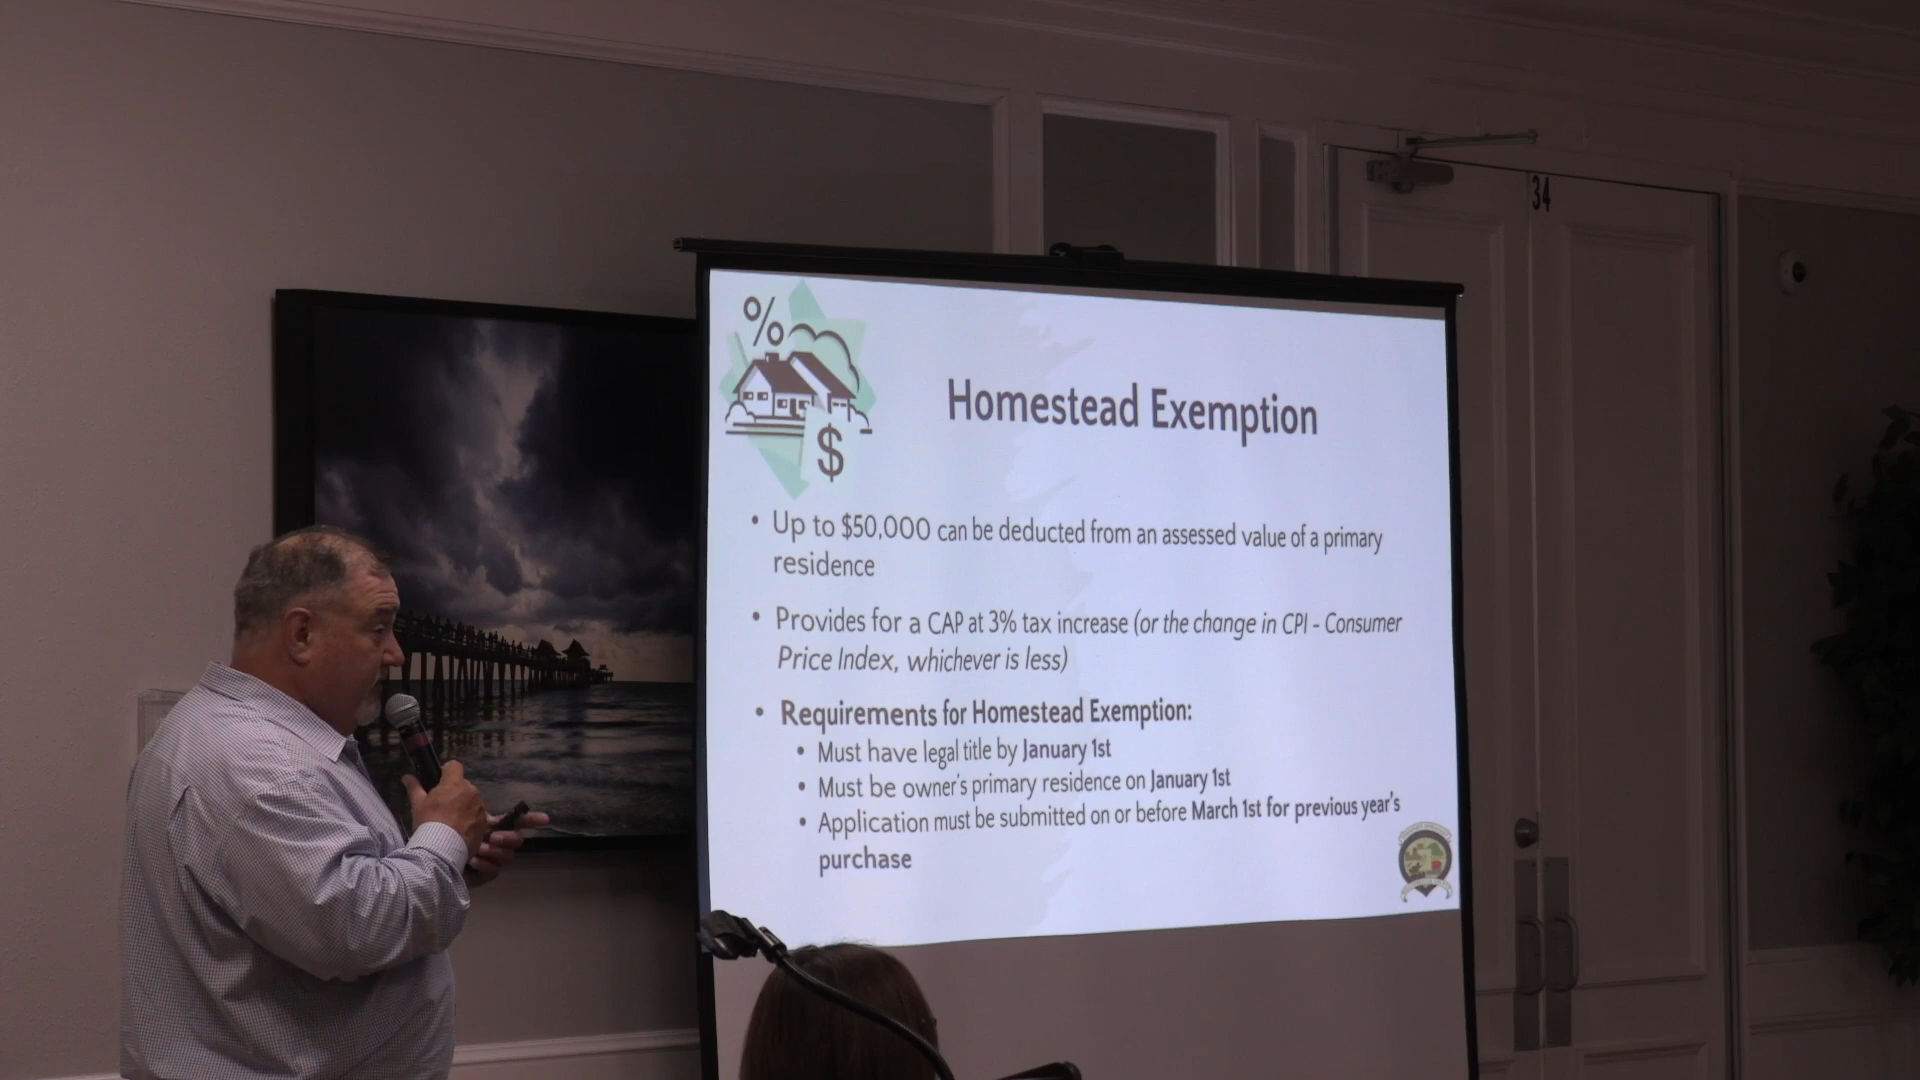 34
%
$
Homestead Exemption
• Up to $50,000 can be deducted from an assessed value of a primary
residence
• Provides for a CAP at 3% tax increase (or the change in CPI - Consumer
Price Index, whichever is less)
• Requirements for Homestead Exemption:
• Must have legal title by January 1st
• Must be owner's primary residence on January 1st
• Application must be submitted on or before March 1st for previous year's
purchase